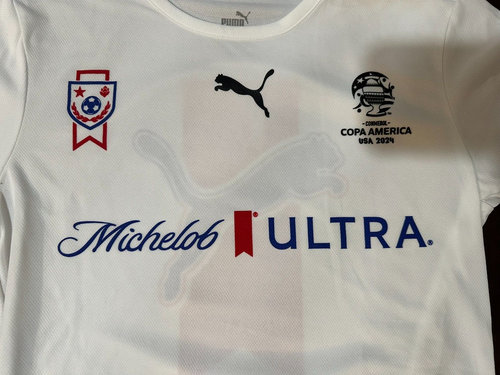 PUMA
CONMEBOL
COPA AMERICA
USA 2024
Michelob ULTRA®